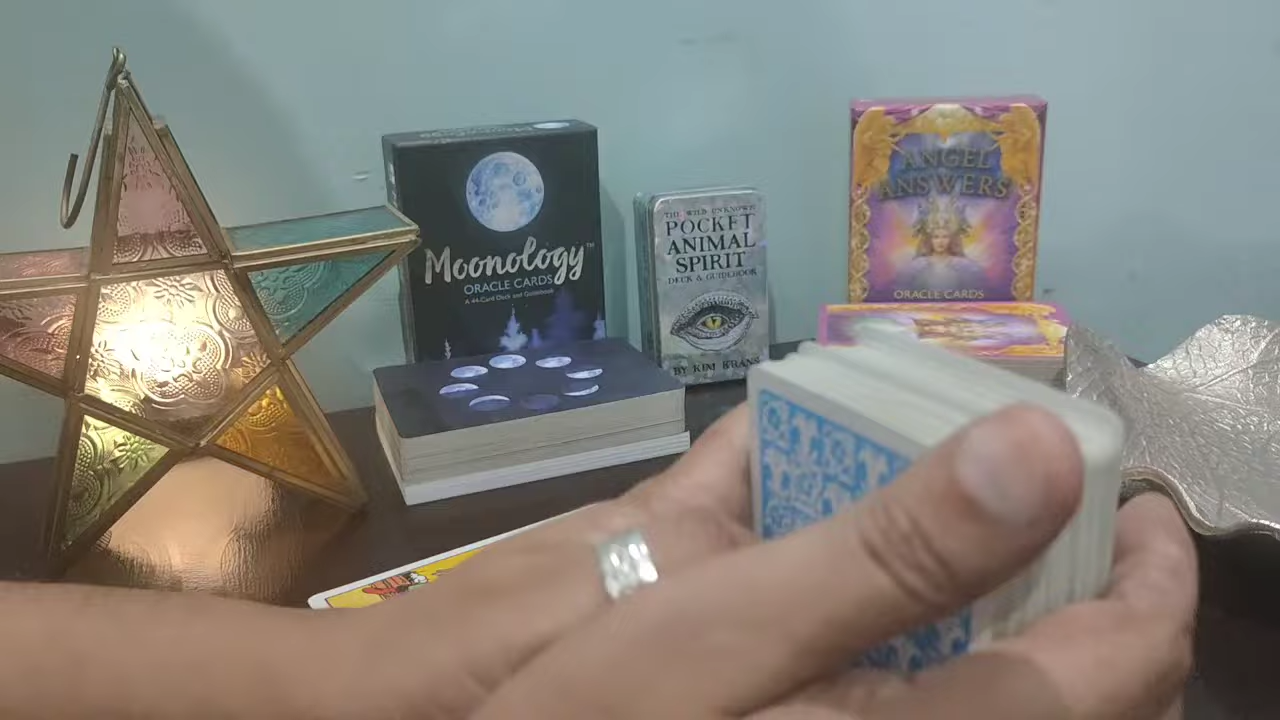 Moonology™
ORACLE CARDS
A 44-Card Deck and Guidebook
THE WILD UNKNOWN
POCKET
ANIMAL
SPIRIT
DECK & GUIDEBOOK
BY KIM KRANS
ANGEL
ANSWERS
ORACLE CARDS